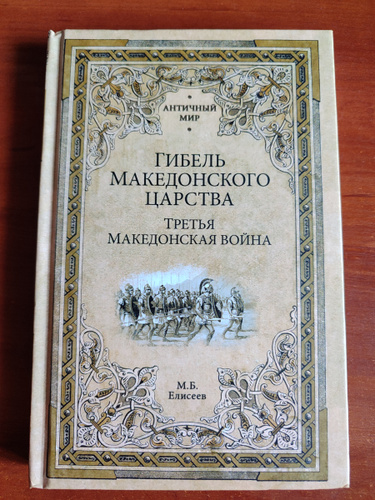 АНТИЧНЫЙ
МИР
ГИБЕЛЬ
МАКЕДОНСКОГО
ЦАРСТВА
ТРЕТЬЯ
МАКЕДОНСКАЯ ВОЙНА
М.Б.
Елисеев